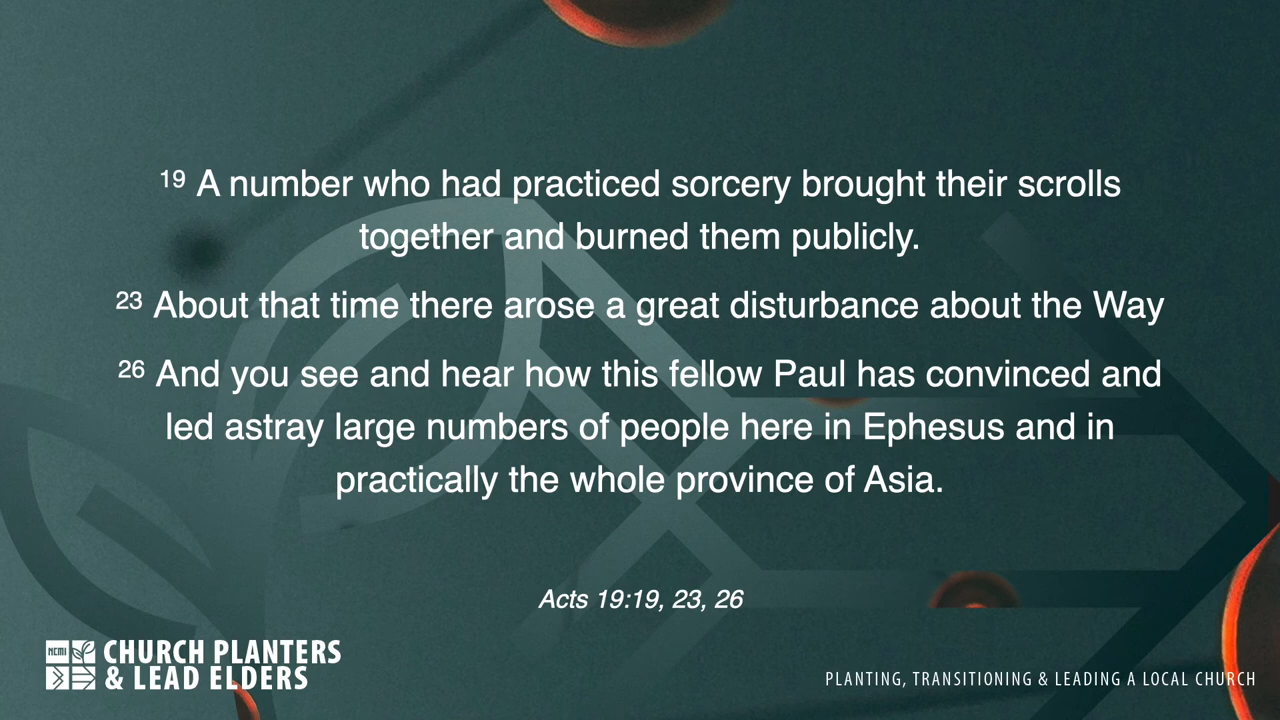 19 A number who had practiced sorcery brought their scrolls
together and burned them publicly.
23 About that time there arose a great disturbance about the Way
26 And you see and hear how this fellow Paul has convinced and
led astray large numbers of people here in Ephesus and in
practically the whole province of Asia.
Acts 19:19, 23, 26
NCMI
CHURCH PLANTERS
& LEAD ELDERS
PLANTING, TRANSITIONING & LEADING A LOCAL CHURCH